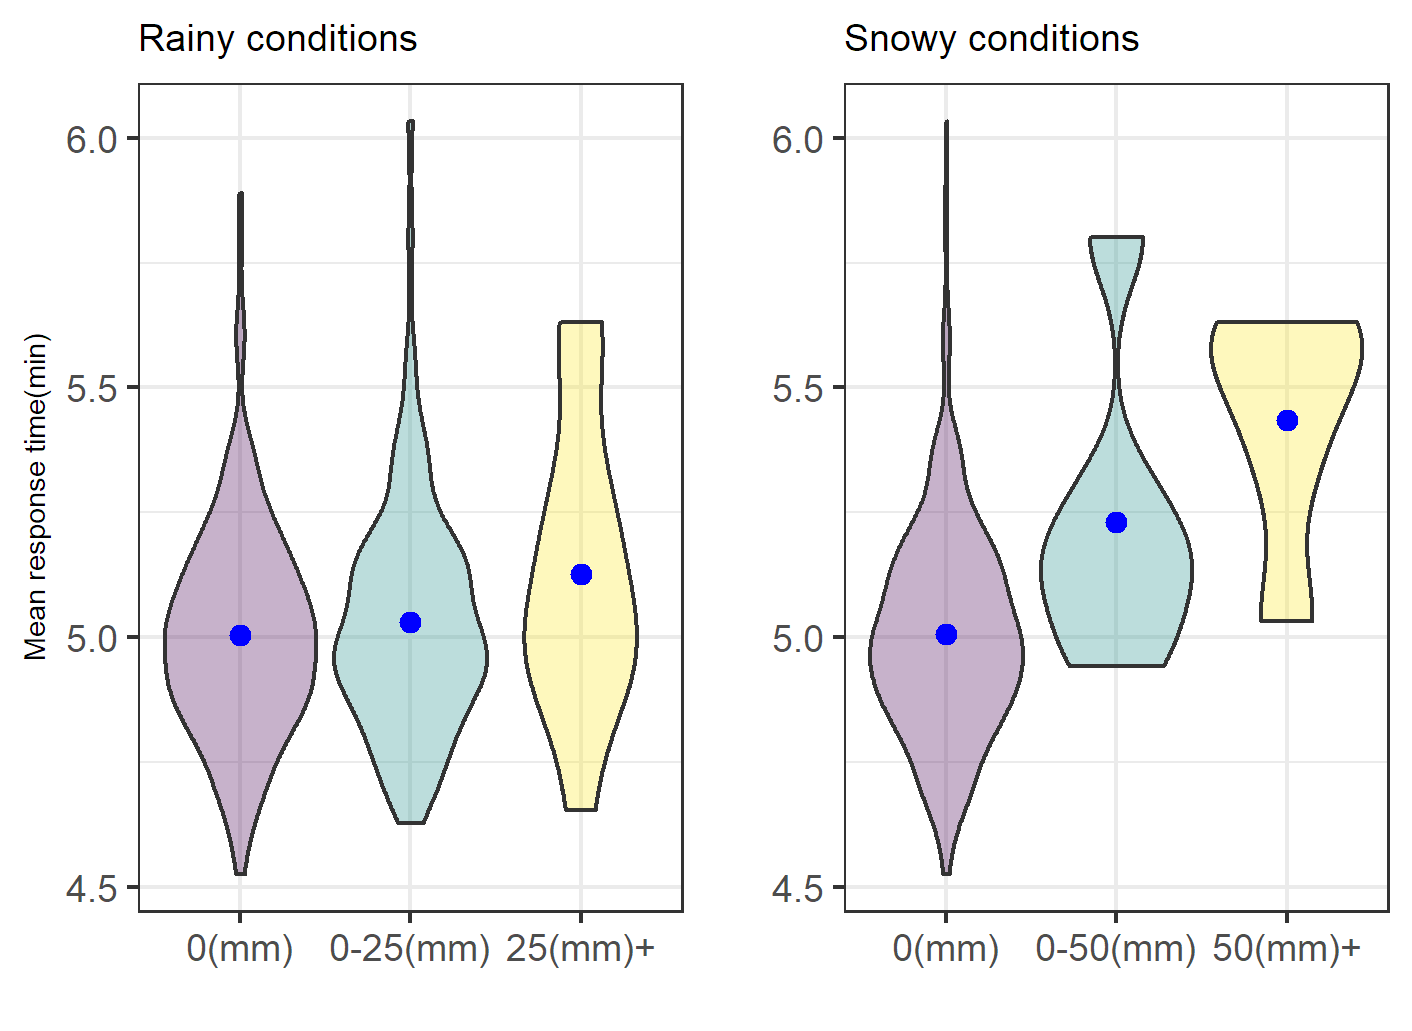 Rainy conditions
Snowy conditions
Mean response time(min)
6.0
5.5
5.0
4.5
0(mm)
0-25(mm)
25(mm)+
6.0
5.5
5.0
4.5
0(mm)
0-50(mm)
50(mm)+